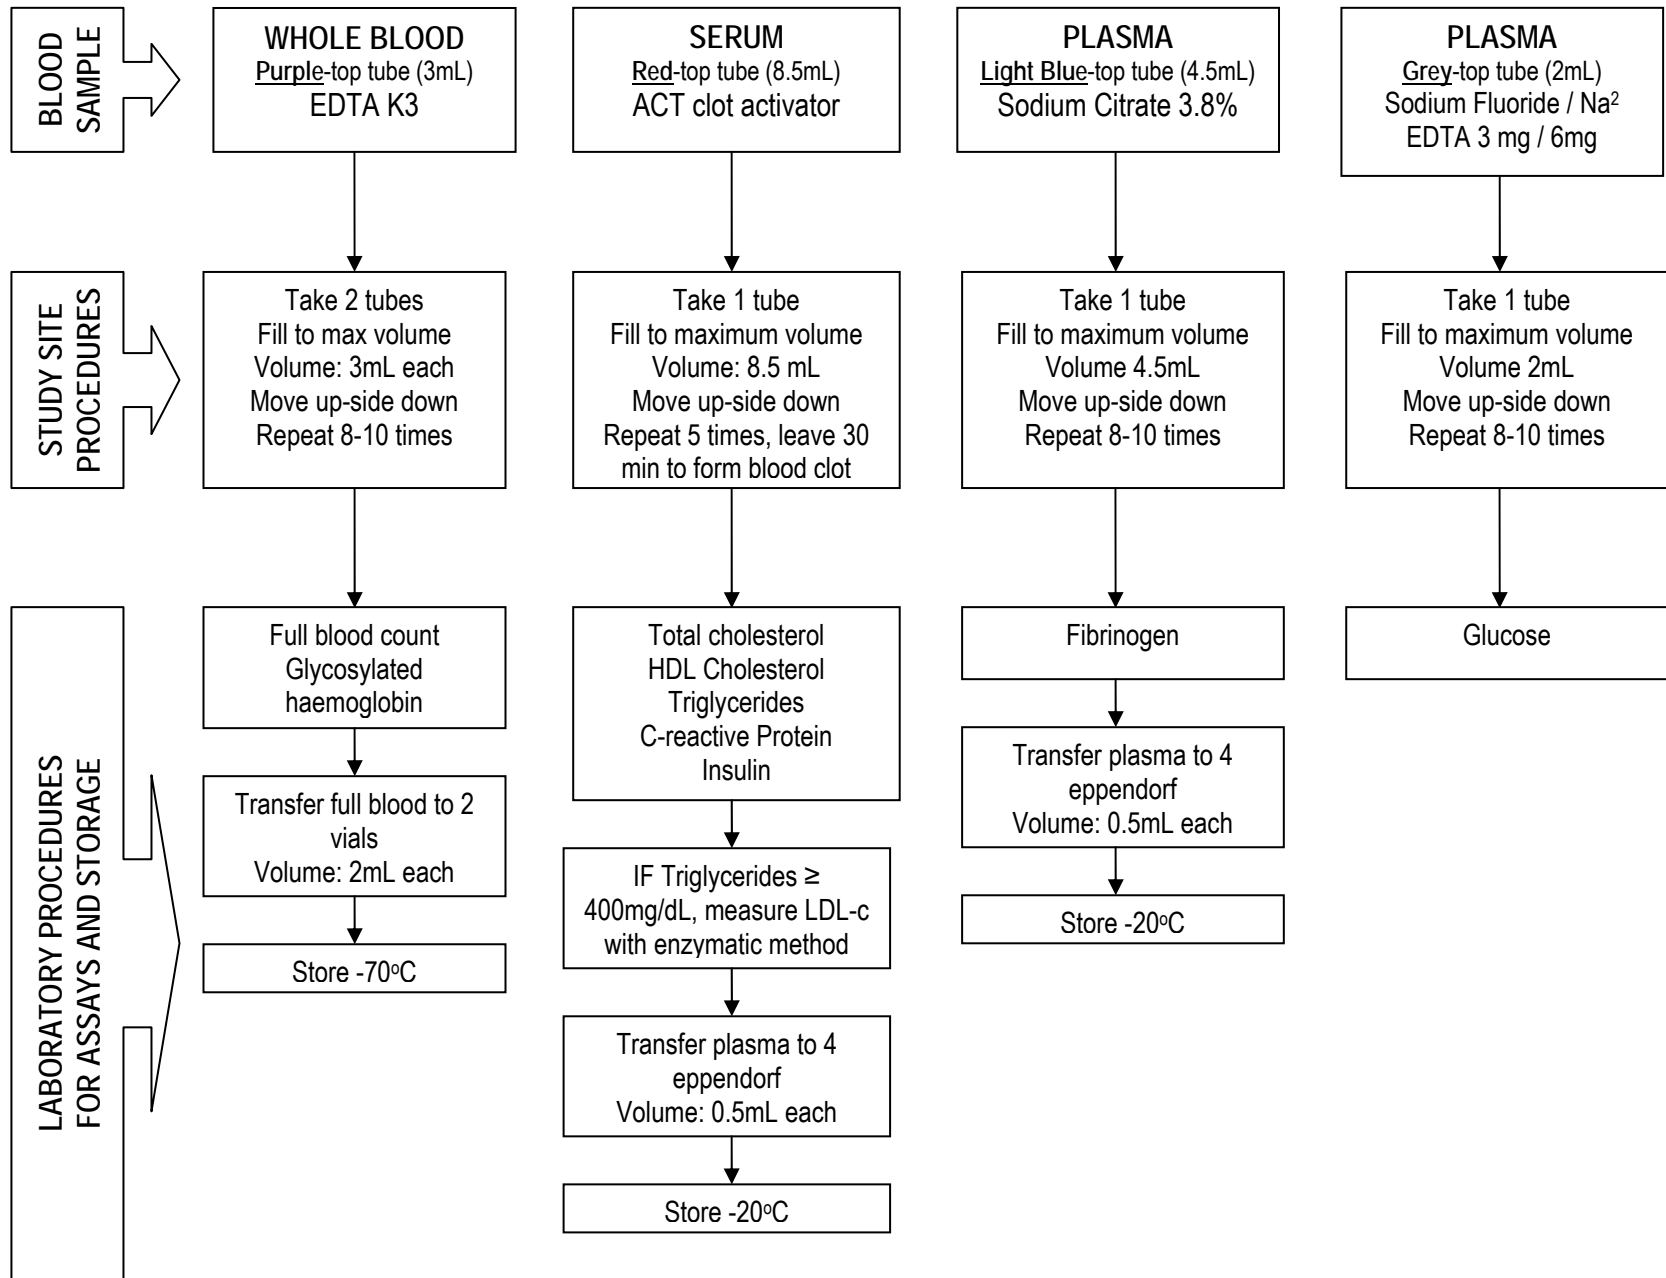 BLOOD
SAMPLE
WHOLE BLOOD
Purple-top tube (3mL)
EDTA K3
SERUM
Red-top tube (8.5mL)
ACT clot activator
PLASMA
Light Blue-top tube (4.5mL)
Sodium Citrate 3.8%
PLASMA
Grey-top tube (2mL)
Sodium Fluoride / Na²
EDTA 3 mg / 6mg
STUDY SITE
PROCEDURES
Take 2 tubes
Fill to max volume
Volume: 3mL each
Move up-side down
Repeat 8-10 times
Take 1 tube
Fill to maximum volume
Volume: 8.5 mL
Move up-side down
Repeat 5 times, leave 30
min to form blood clot
Take 1 tube
Fill to maximum volume
Volume 4.5mL
Move up-side down
Repeat 8-10 times
Take 1 tube
Fill to maximum volume
Volume 2mL
Move up-side down
Repeat 8-10 times
LABORATORY PROCEDURES
FOR ASSAYS AND STORAGE
Full blood count
Glycosylated
haemoglobin
Transfer full blood to 2
vials
Volume: 2mL each
Store -70ºC
Total cholesterol
HDL Cholesterol
Triglycerides
C-reactive Protein
Insulin
IF Triglycerides ≥
400mg/dL, measure LDL-c
with enzymatic method
Transfer plasma to 4
eppendorf
Volume: 0.5mL each
Store -20ºC
Fibrinogen
Transfer plasma to 4
eppendorf
Volume: 0.5mL each
Store -20ºC
Glucose